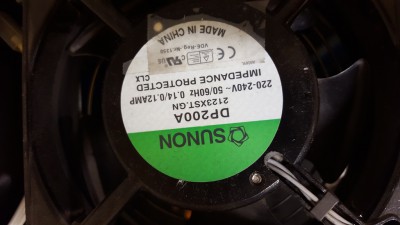 SUNON
DP200A
2123XST.GN
220-240V~ 50/60Hz 0.14/0.12AMP
IMPEDANCE PROTECTED
CLX
VDE-Reg.-Nr.1338
MADE IN CHINA